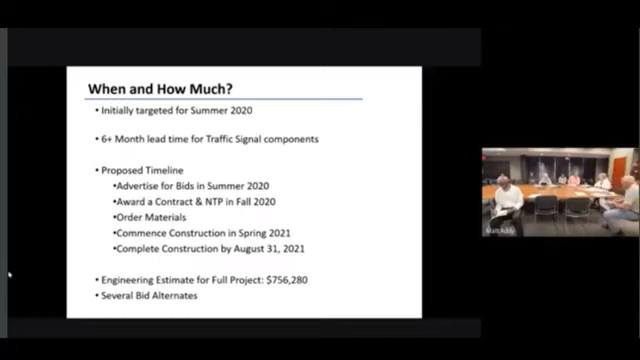 When and How Much?
• Initially targeted for Summer 2020
• 6+ Month lead time for Traffic Signal components
• Proposed Timeline
•Advertise for Bids in Summer 2020
•Award a Contract & NTP in Fall 2020
•Order Materials
•Commence Construction in Spring 2021
•Complete Construction by August 31, 2021
• Engineering Estimate for Full Project: $756,280
• Several Bid Alternates